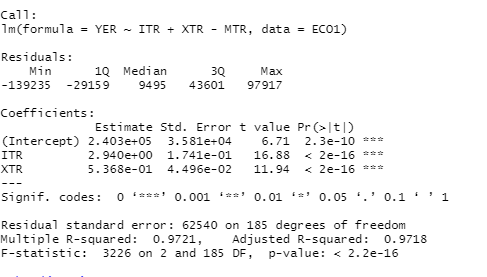 Call:
lm(formula = YER ~ ITR + XTR - MTR, data = ECO1)
Residuals:
Min 1Q Median 3Q Max
-139235 -29159 9495 43601 97917
Coefficients:
Estimate Std. Error t value Pr(>|t|)
(Intercept) 2.403e+05 3.581e+04 6.71 2.3e-10 ***
ITR 2.940e+00 1.741e-01 16.88 < 2e-16 ***
XTR 5.368e-01 4.496e-02 11.94 < 2e-16 ***
---
Signif. codes: 0 ‘***’ 0.001 ‘**’ 0.01 ‘*’ 0.05 ‘.’ 0.1 ‘ ’ 1
Residual standard error: 62540 on 185 degrees of freedom
Multiple R-squared: 0.9721, Adjusted R-squared: 0.9718
F-statistic: 3226 on 2 and 185 DF, p-value: < 2.2e-16